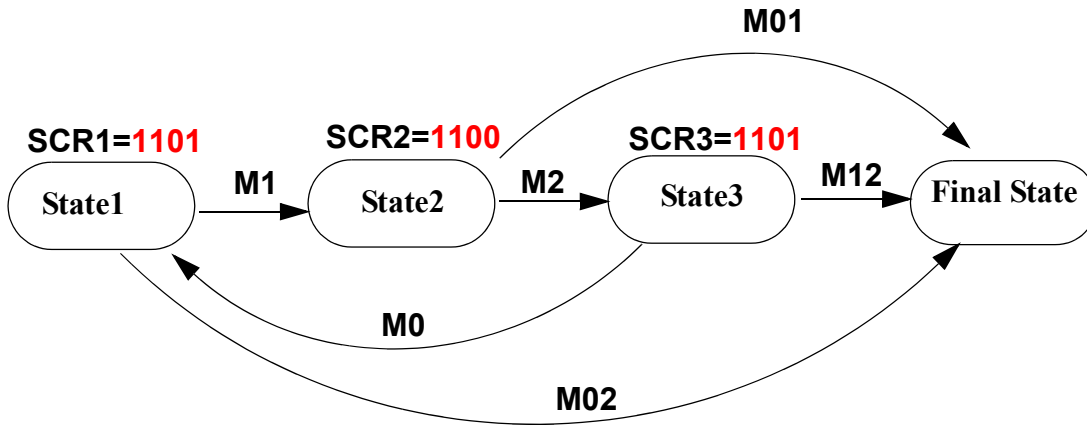 M01
SCR1=1101
SCR2=1100
SCR3=1101
State1
M1
State2
M2
State3
M12
Final State
M0
M02